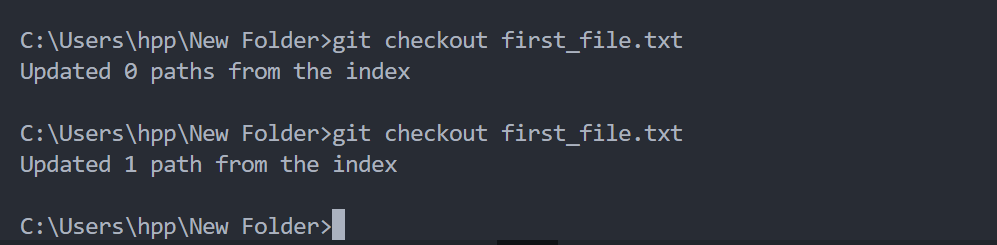 C:\Users\hpp\New Folder>git checkout first_file.txt
Updated 0 paths from the index
C:\Users\hpp\New Folder>git checkout first_file.txt
Updated 1 path from the index
C:\Users\hpp\New Folder>